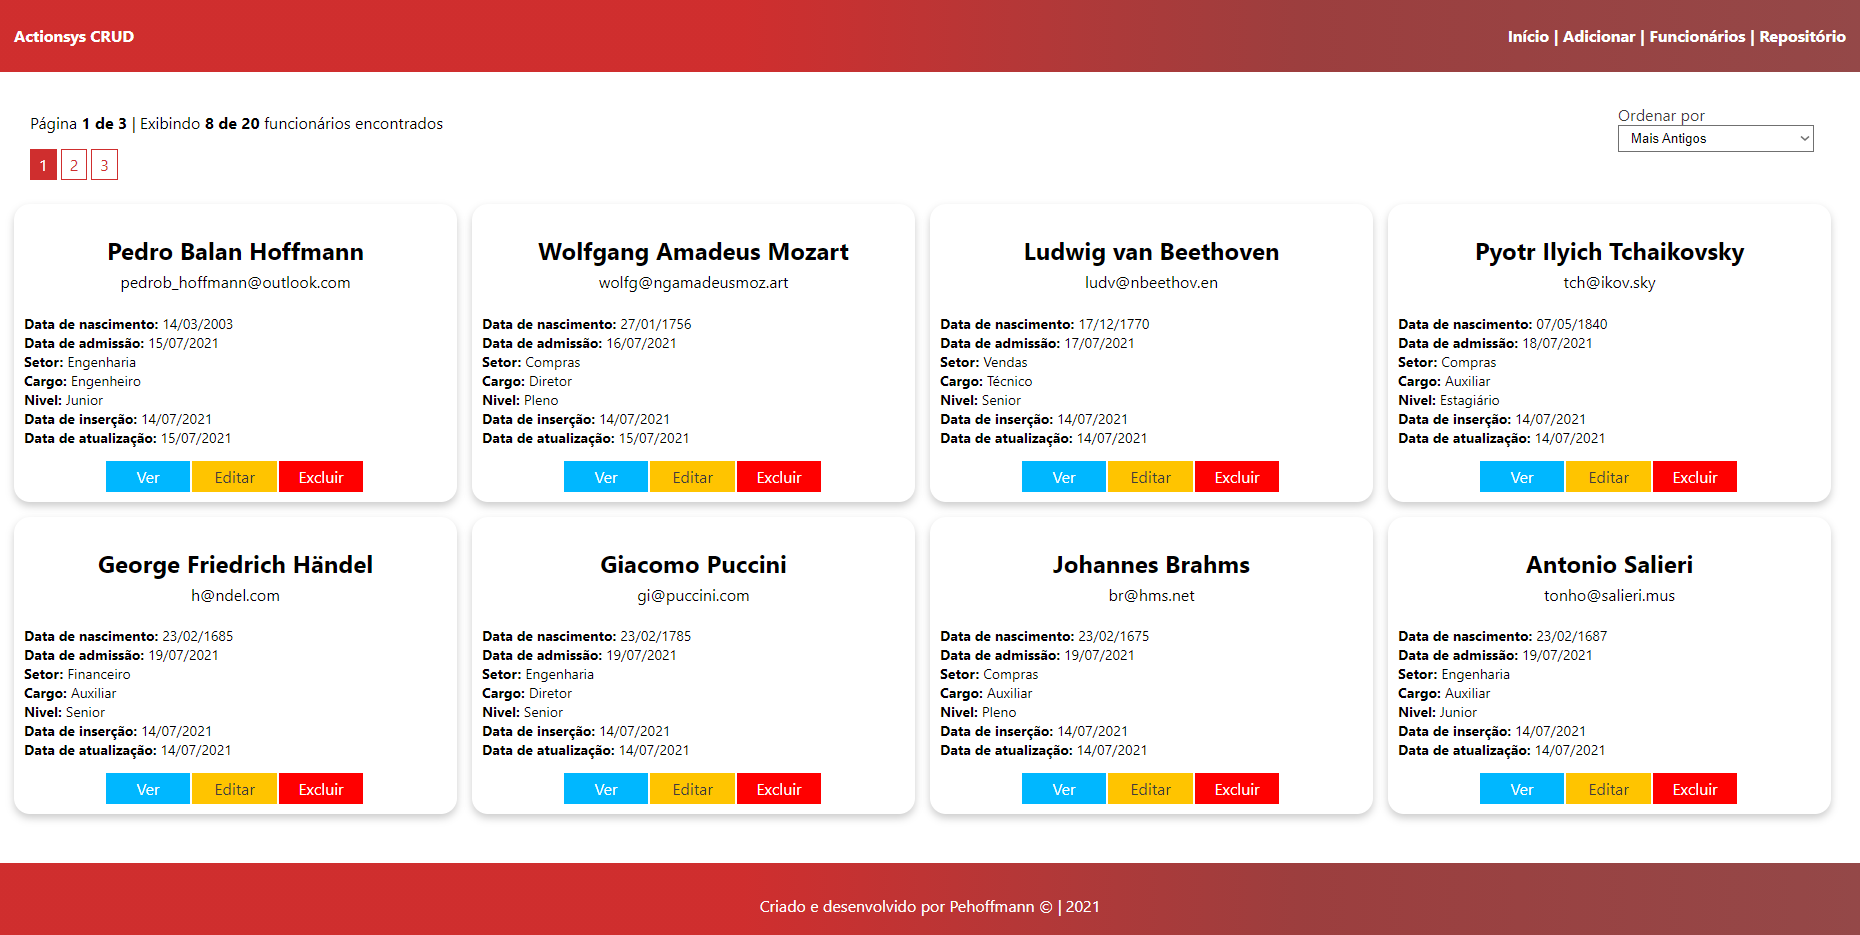 Actionsys CRUD
Início | Adicionar | Funcionários | Repositório
Página 1 de 3 | Exibindo 8 de 20 funcionários encontrados
Ordenar por
Mais Antigos
1 2 3
Pedro Balan Hoffmann
pedrob_hoffmann@outlook.com
Data de nascimento: 14/03/2003
Data de admissão: 15/07/2021
Setor: Engenharia
Cargo: Engenheiro
Nivel: Junior
Data de inserção: 14/07/2021
Data de atualização: 15/07/2021
Ver Editar Excluir
Wolfgang Amadeus Mozart
wolfg@ngamadeusmoz.art
Data de nascimento: 27/01/1756
Data de admissão: 16/07/2021
Setor: Compras
Cargo: Diretor
Nivel: Pleno
Data de inserção: 14/07/2021
Data de atualização: 15/07/2021
Ver Editar Excluir
Ludwig van Beethoven
ludv@nbeethov.en
Data de nascimento: 17/12/1770
Data de admissão: 17/07/2021
Setor: Vendas
Cargo: Técnico
Nivel: Senior
Data de inserção: 14/07/2021
Data de atualização: 14/07/2021
Ver Editar Excluir
Pyotr Ilyich Tchaikovsky
tch@ikov.sky
Data de nascimento: 07/05/1840
Data de admissão: 18/07/2021
Setor: Compras
Cargo: Auxiliar
Nivel: Estagiário
Data de inserção: 14/07/2021
Data de atualização: 14/07/2021
Ver Editar Excluir
George Friedrich Händel
h@ndel.com
Data de nascimento: 23/02/1685
Data de admissão: 19/07/2021
Setor: Financeiro
Cargo: Auxiliar
Nivel: Senior
Data de inserção: 14/07/2021
Data de atualização: 14/07/2021
Ver Editar Excluir
Giacomo Puccini
gi@puccini.com
Data de nascimento: 23/02/1785
Data de admissão: 19/07/2021
Setor: Engenharia
Cargo: Diretor
Nivel: Senior
Data de inserção: 14/07/2021
Data de atualização: 14/07/2021
Ver Editar Excluir
Johannes Brahms
br@hms.net
Data de nascimento: 23/02/1675
Data de admissão: 19/07/2021
Setor: Compras
Cargo: Auxiliar
Nivel: Pleno
Data de inserção: 14/07/2021
Data de atualização: 14/07/2021
Ver Editar Excluir
Antonio Salieri
tonho@salieri.mus
Data de nascimento: 23/02/1687
Data de admissão: 19/07/2021
Setor: Engenharia
Cargo: Auxiliar
Nivel: Junior
Data de inserção: 14/07/2021
Data de atualização: 14/07/2021
Ver Editar Excluir
Criado e desenvolvido por Pehoffmann © | 2021